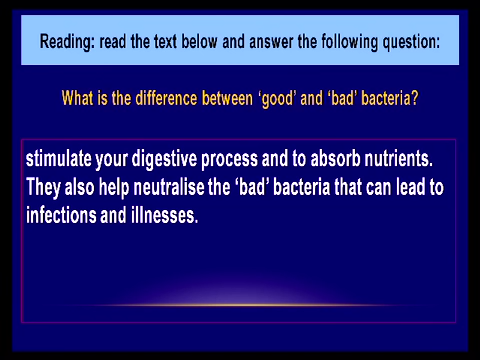 Reading: read the text below and answer the following question:
What is the difference between ‘good’ and ‘bad’ bacteria?
stimulate your digestive process and to absorb nutrients.
They also help neutralise the ‘bad’ bacteria that can lead to
infections and illnesses.